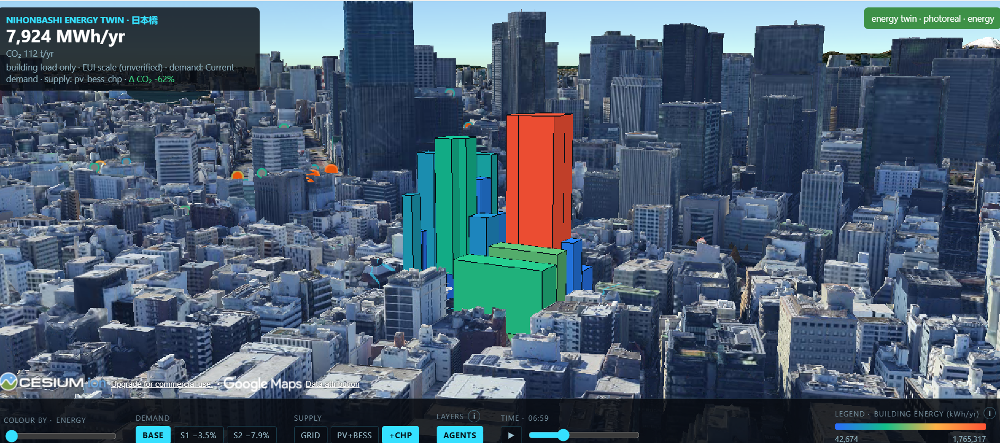 NIHONBASHI ENERGY TWIN · 日本橋
7,924 MWh/yr
CO₂ 112 t/yr
building load only · EUI scale (unverified) · demand: Current
demand · supply: pv_bess_chp · Δ CO₂ -62%
energy twin · photoreal · energy
CESIUM ion Upgrade for commercial use. • Google Maps Data attribution
COLOUR BY · ENERGY
DEMAND
BASE S1 −3.5% S2 −7.9%
SUPPLY
GRID PV+BESS +CHP
LAYERS i
AGENTS
TIME · 06:59
LEGEND · BUILDING ENERGY (kWh/yr) i
42,674 1,765,317